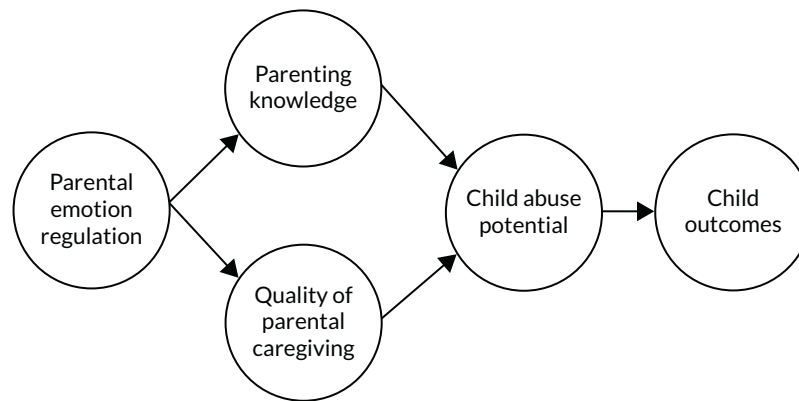 Parenting
knowledge
Parental
emotion
regulation
Child abuse
potential
Child
outcomes
Quality of
parental
caregiving